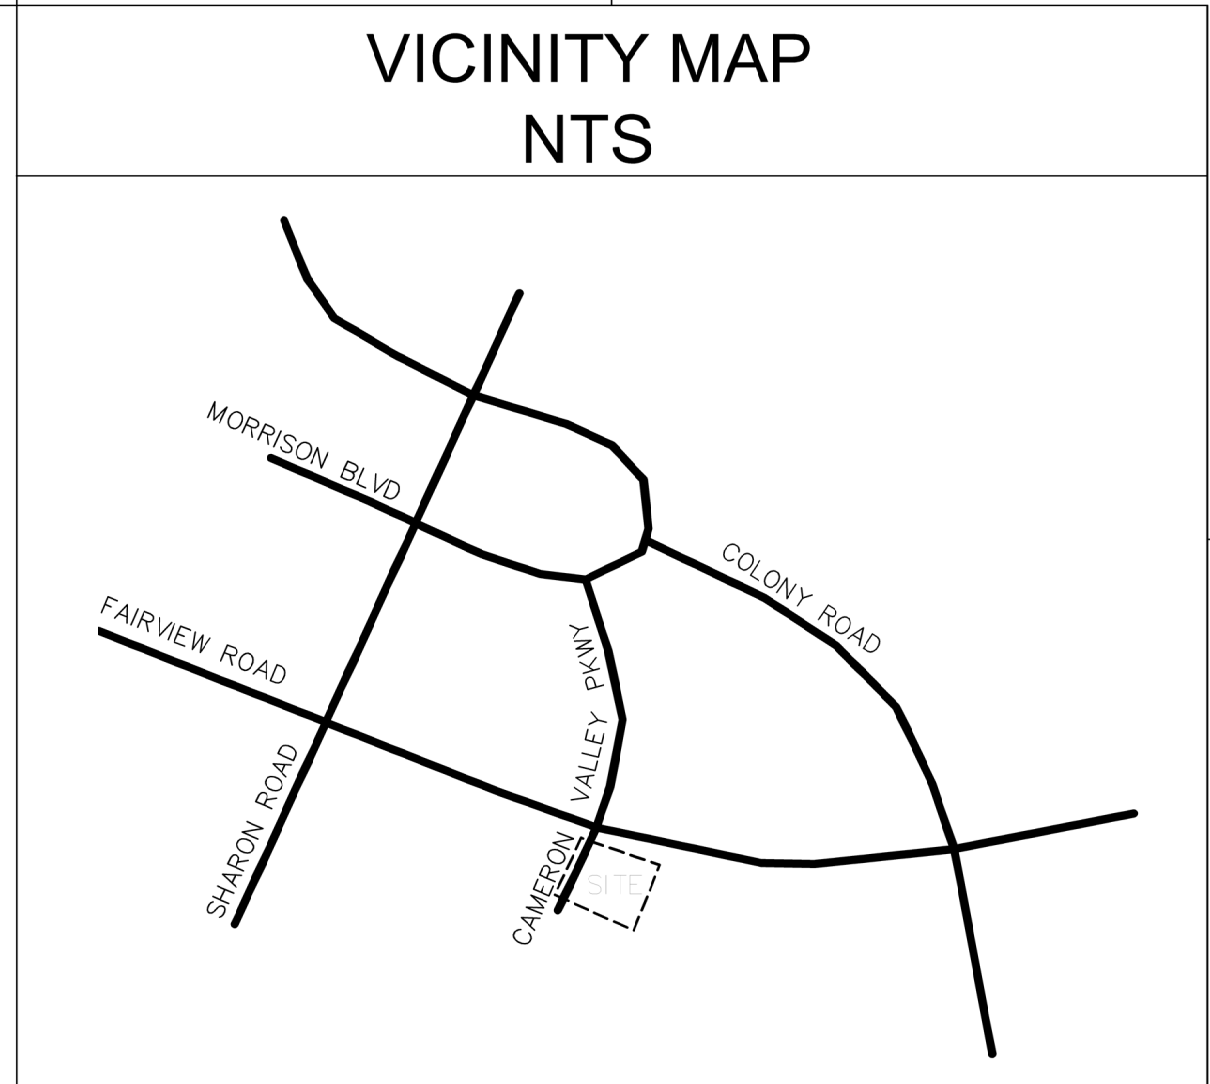 VICINITY MAP
NTS
MORRISON BLVD
COLONY ROAD
FAIRVIEW ROAD
SHARON ROAD
CAMERON VALLEY PKWY
SITE